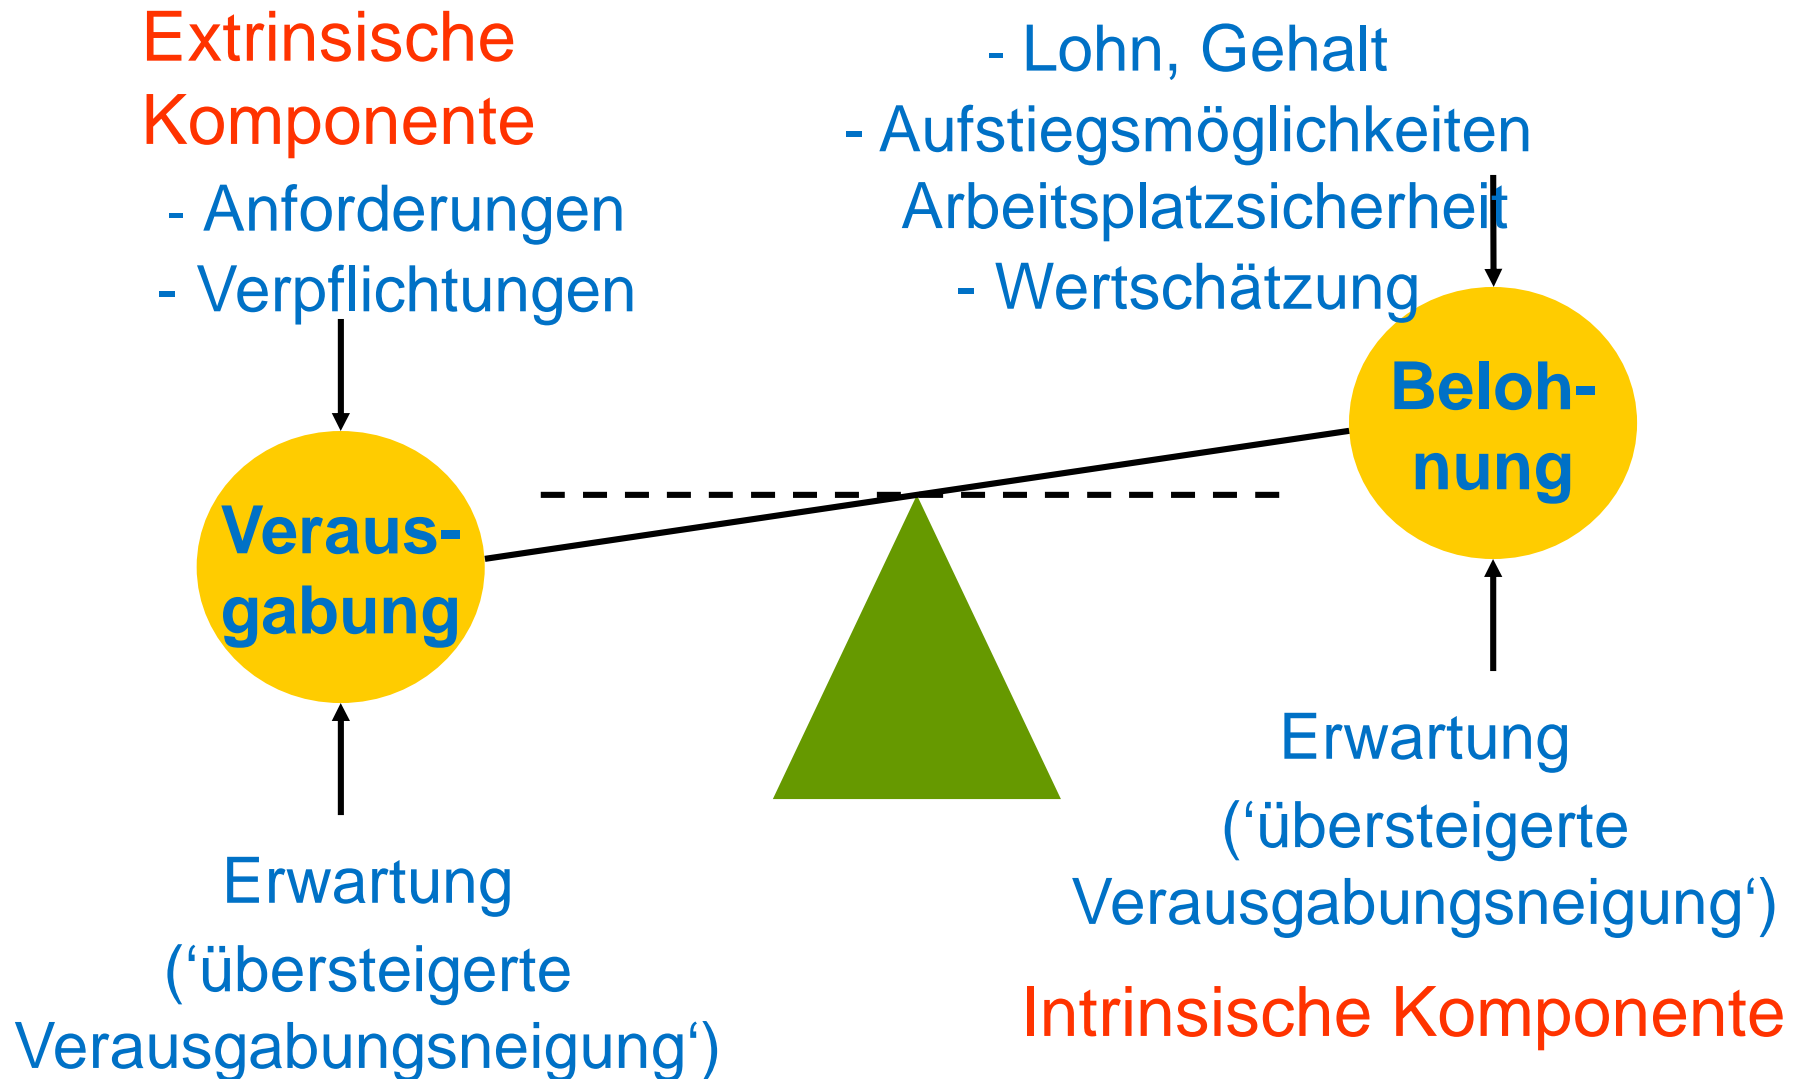 Extrinsische
Komponente
- Anforderungen
- Verpflichtungen
- Lohn, Gehalt
- Aufstiegsmöglichkeiten
Arbeitsplatzsicherheit
- Wertschätzung
Veraus-
gabung
Beloh-
nung
Erwartung
(‘übersteigerte
Verausgabungsneigung‘)
Erwartung
(‘übersteigerte
Verausgabungsneigung‘)
Intrinsische Komponente